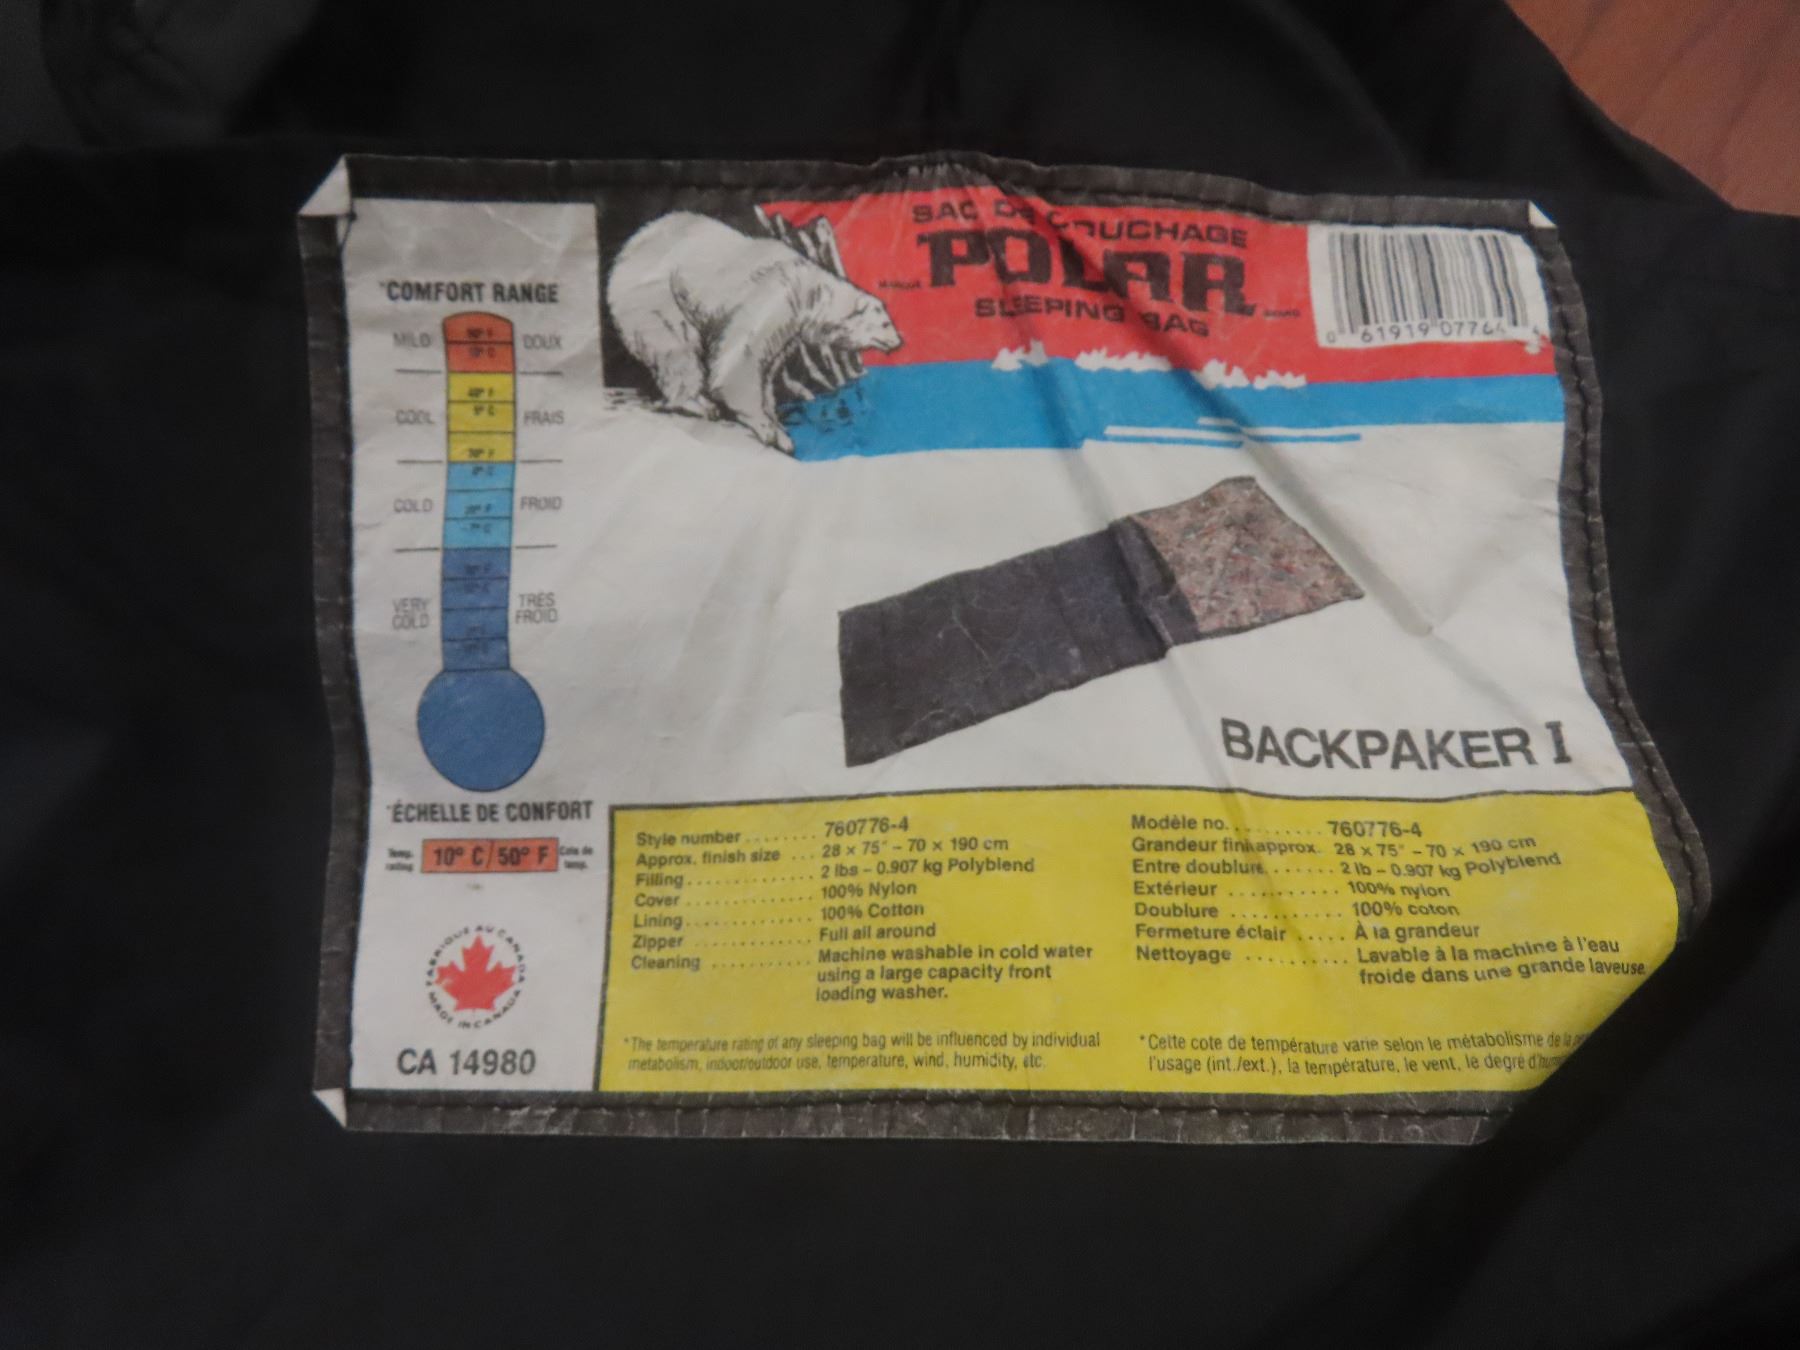 *COMFORT RANGE
MILD DOUX
COOL FRAIS
COLD FROID
VERY COLD TRÈS FROID
*ÉCHELLE DE CONFORT
Temp. rating 10° C/50° F Cote de temp.
FABRIQUÉ AU CANADA
MADE IN CANADA
CA 14980
SAC DE COUCHAGE
MARQUE POLAR BRAND
SLEEPING BAG
0 61919 07764
BACKPAKER I
Style number ........ 760776-4
Approx. finish size ... 28 x 75" – 70 x 190 cm
Filling ............. 2 lbs – 0.907 kg Polyblend
Cover ............. 100% Nylon
Lining ............. 100% Cotton
Zipper ............. Full all around
Cleaning ........... Machine washable in cold water
using a large capacity front
loading washer.
*The temperature rating of any sleeping bag will be influenced by individual
metabolism, indoor/outdoor use, temperature, wind, humidity, etc.
Modèle no. .......... 760776-4
Grandeur fini approx. 28 x 75" – 70 x 190 cm
Entre doublure ....... 2 lb – 0.907 kg Polyblend
Extérieur ........... 100% nylon
Doublure ........... 100% coton
Fermeture éclair ..... À la grandeur
Nettoyage .......... Lavable à la machine à l'eau
froide dans une grande laveuse
*Cette cote de température varie selon le métabolisme de la
l'usage (int./ext.), la température, le vent, le degré